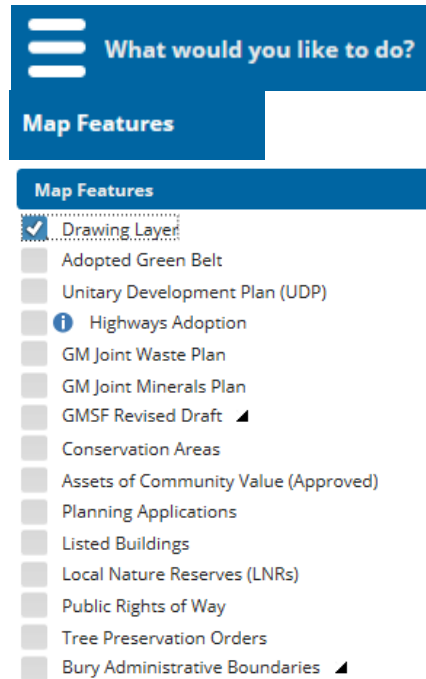 What would you like to do?
Map Features
Map Features
Drawing Layer
Adopted Green Belt
Unitary Development Plan (UDP)
i Highways Adoption
GM Joint Waste Plan
GM Joint Minerals Plan
GMSF Revised Draft
Conservation Areas
Assets of Community Value (Approved)
Planning Applications
Listed Buildings
Local Nature Reserves (LNRs)
Public Rights of Way
Tree Preservation Orders
Bury Administrative Boundaries